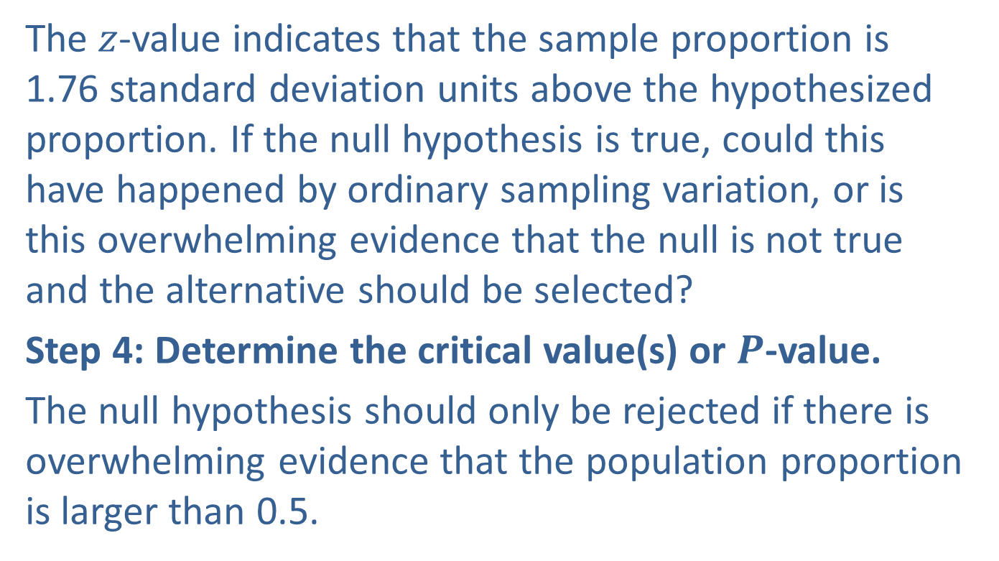 The z-value indicates that the sample proportion is
1.76 standard deviation units above the hypothesized
proportion. If the null hypothesis is true, could this
have happened by ordinary sampling variation, or is
this overwhelming evidence that the null is not true
and the alternative should be selected?
Step 4: Determine the critical value(s) or P-value.
The null hypothesis should only be rejected if there is
overwhelming evidence that the population proportion
is larger than 0.5.